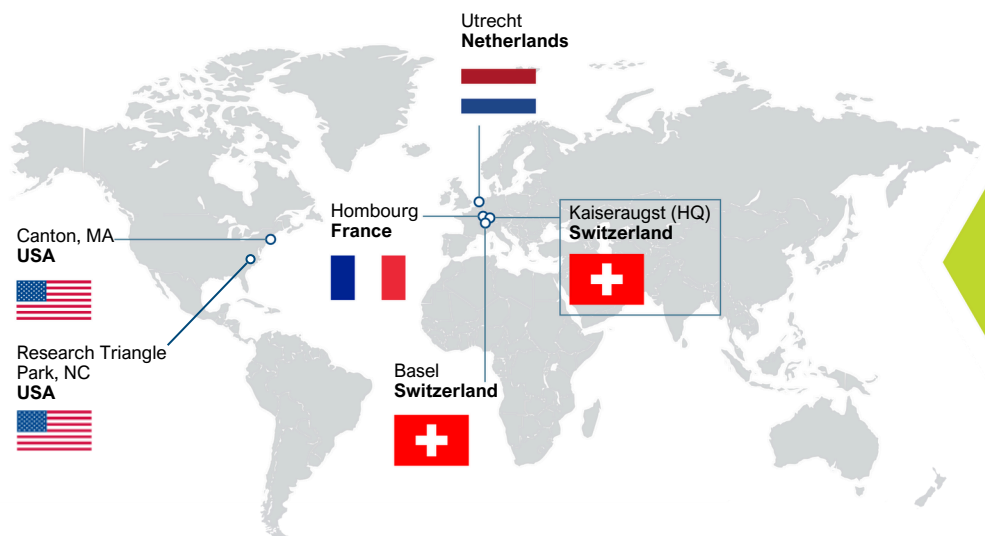 Utrecht
Netherlands
Hombourg
France
Kaiseraugst (HQ)
Switzerland
Canton, MA
USA
Research Triangle
Park, NC
USA
Basel
Switzerland